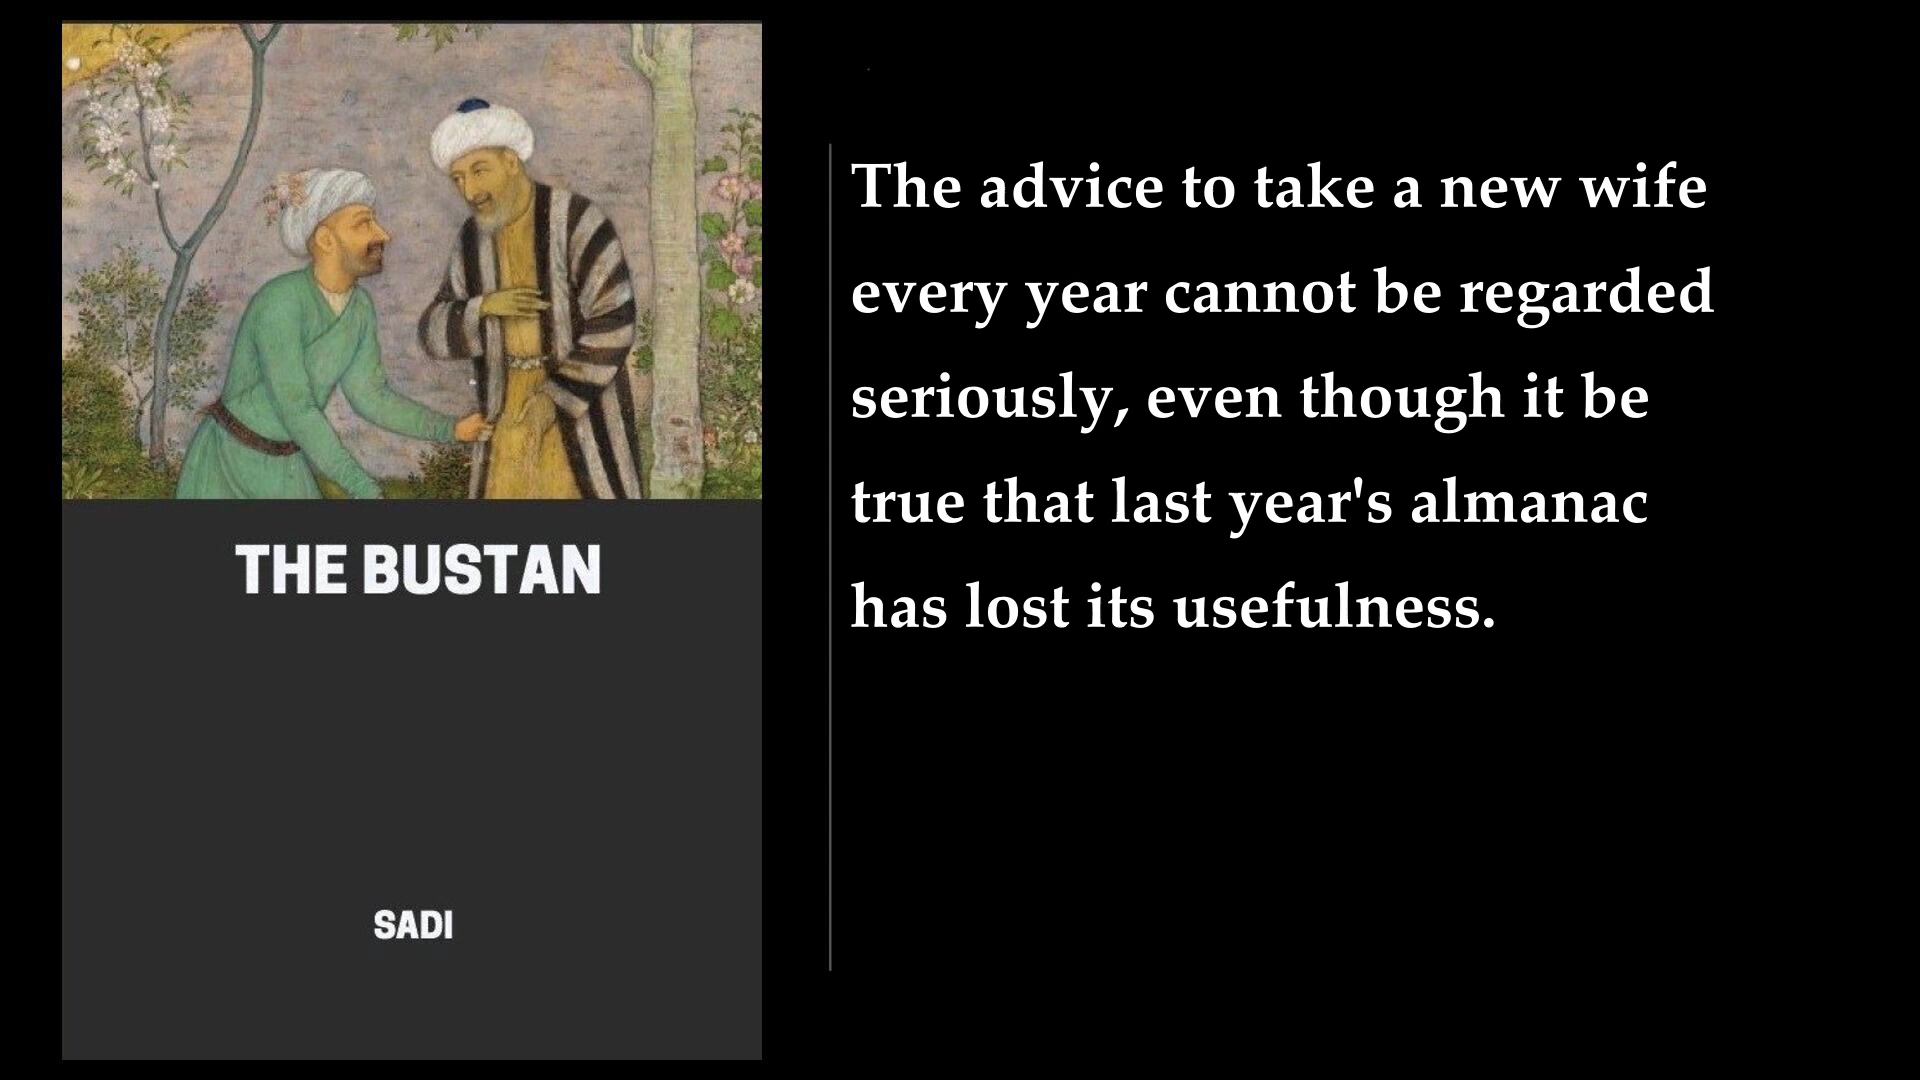 THE BUSTAN
SADI
The advice to take a new wife
every year cannot be regarded
seriously, even though it be
true that last year's almanac
has lost its usefulness.